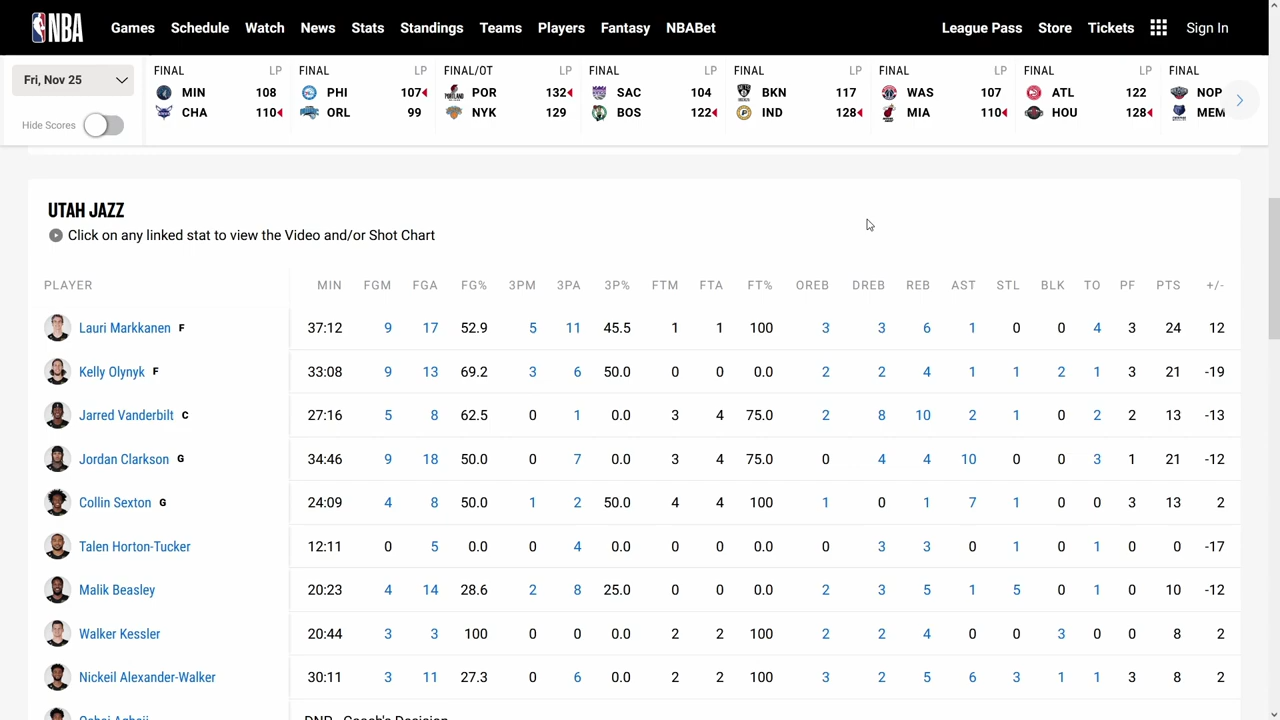 NBA Games Schedule Watch News Stats Standings Teams Players Fantasy NBABet League Pass Store Tickets Sign In
Fri, Nov 25
Hide Scores
FINAL LP
MIN 108
CHA 110
FINAL LP
PHI 107
ORL 99
FINAL/OT LP
POR 132
NYK 129
FINAL LP
SAC 104
BOS 122
FINAL LP
BKN 117
IND 128
FINAL LP
WAS 107
MIA 110
FINAL LP
ATL 122
HOU 128
FINAL
NOP
MEM
UTAH JAZZ
Click on any linked stat to view the Video and/or Shot Chart
PLAYER MIN FGM FGA FG% 3PM 3PA 3P% FTM FTA FT% OREB DREB REB AST STL BLK TO PF PTS +/-
Lauri Markkanen F 37:12 9 17 52.9 5 11 45.5 1 1 100 3 3 6 1 0 0 4 3 24 12
Kelly Olynyk F 33:08 9 13 69.2 3 6 50.0 0 0 0.0 2 2 4 1 1 2 1 3 21 -19
Jarred Vanderbilt C 27:16 5 8 62.5 0 1 0.0 3 4 75.0 2 8 10 2 1 0 2 2 13 -13
Jordan Clarkson G 34:46 9 18 50.0 0 7 0.0 3 4 75.0 0 4 4 10 0 0 3 1 21 -12
Collin Sexton G 24:09 4 8 50.0 1 2 50.0 4 4 100 1 0 1 7 1 0 0 3 13 2
Talen Horton-Tucker 12:11 0 5 0.0 0 4 0.0 0 0 0.0 0 3 3 0 1 0 1 0 0 -17
Malik Beasley 20:23 4 14 28.6 2 8 25.0 0 0 0.0 2 3 5 1 5 0 1 0 10 -12
Walker Kessler 20:44 3 3 100 0 0 0.0 2 2 100 2 2 4 0 0 3 0 0 8 2
Nickeil Alexander-Walker 30:11 3 11 27.3 0 6 0.0 2 2 100 3 2 5 6 3 1 1 3 8 2
Ochai Agbaji DNP - Coach's Decision